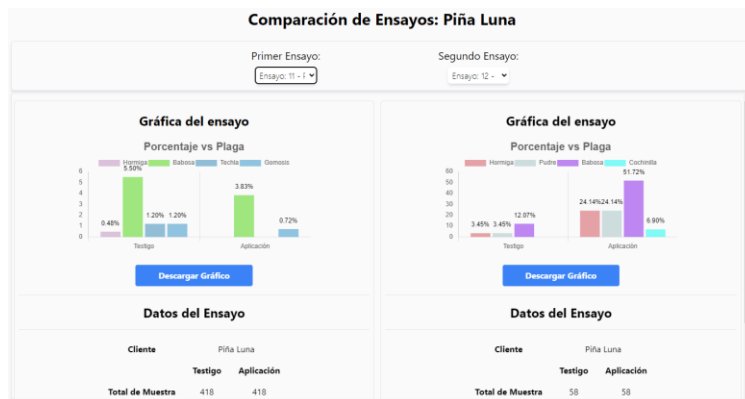 Comparación de Ensayos: Piña Luna
Primer Ensayo:
Segundo Ensayo:
Ensayo: 11 - F
Ensayo: 12 -
Gráfica del ensayo
Porcentaje vs Plaga
Hormiga Babosa Techla Gomosis
6
5
4
3
2
1
0
0.48%
5.50%
1.20% 1.20%
3.83%
0.72%
Testigo Aplicación
Descargar Gráfico
Datos del Ensayo
Cliente Piña Luna
Testigo Aplicación
Total de Muestra 418 418
Gráfica del ensayo
Porcentaje vs Plaga
Hormiga Pudre Babosa Cochinilla
60
50
40
30
20
10
0
3.45% 3.45% 12.07%
24.14% 24.14% 51.72% 6.90%
Testigo Aplicación
Descargar Gráfico
Datos del Ensayo
Cliente Piña Luna
Testigo Aplicación
Total de Muestra 58 58